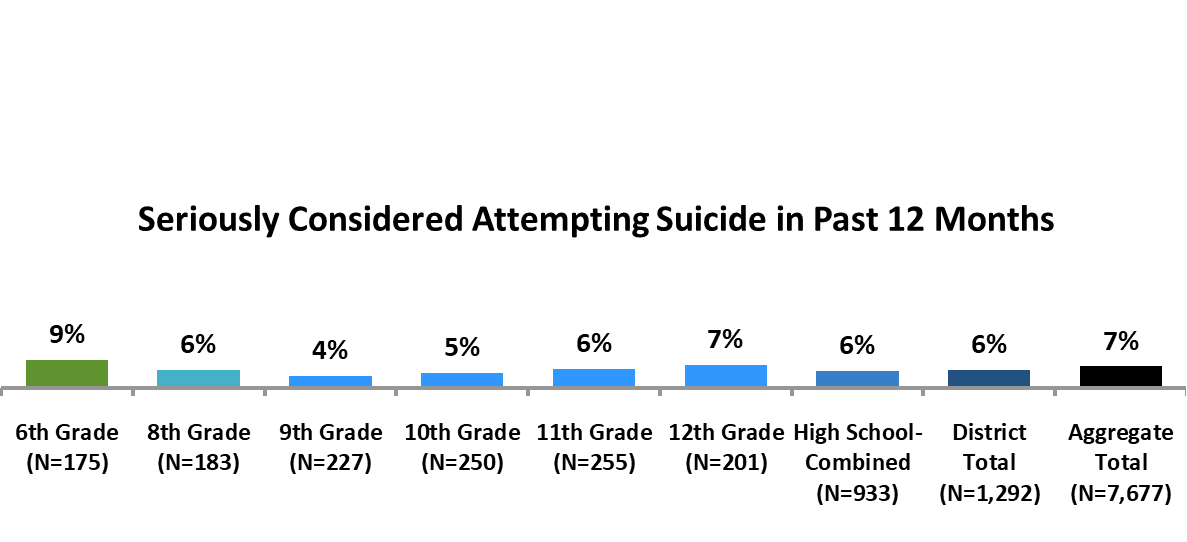 Seriously Considered Attempting Suicide in Past 12 Months
9% 6% 4% 5% 6% 7% 6% 6% 7%
6th Grade 8th Grade 9th Grade 10th Grade 11th Grade 12th Grade High School- District Aggregate
(N=175) (N=183) (N=227) (N=250) (N=255) (N=201) Combined Total Total
(N=933) (N=1,292) (N=7,677)